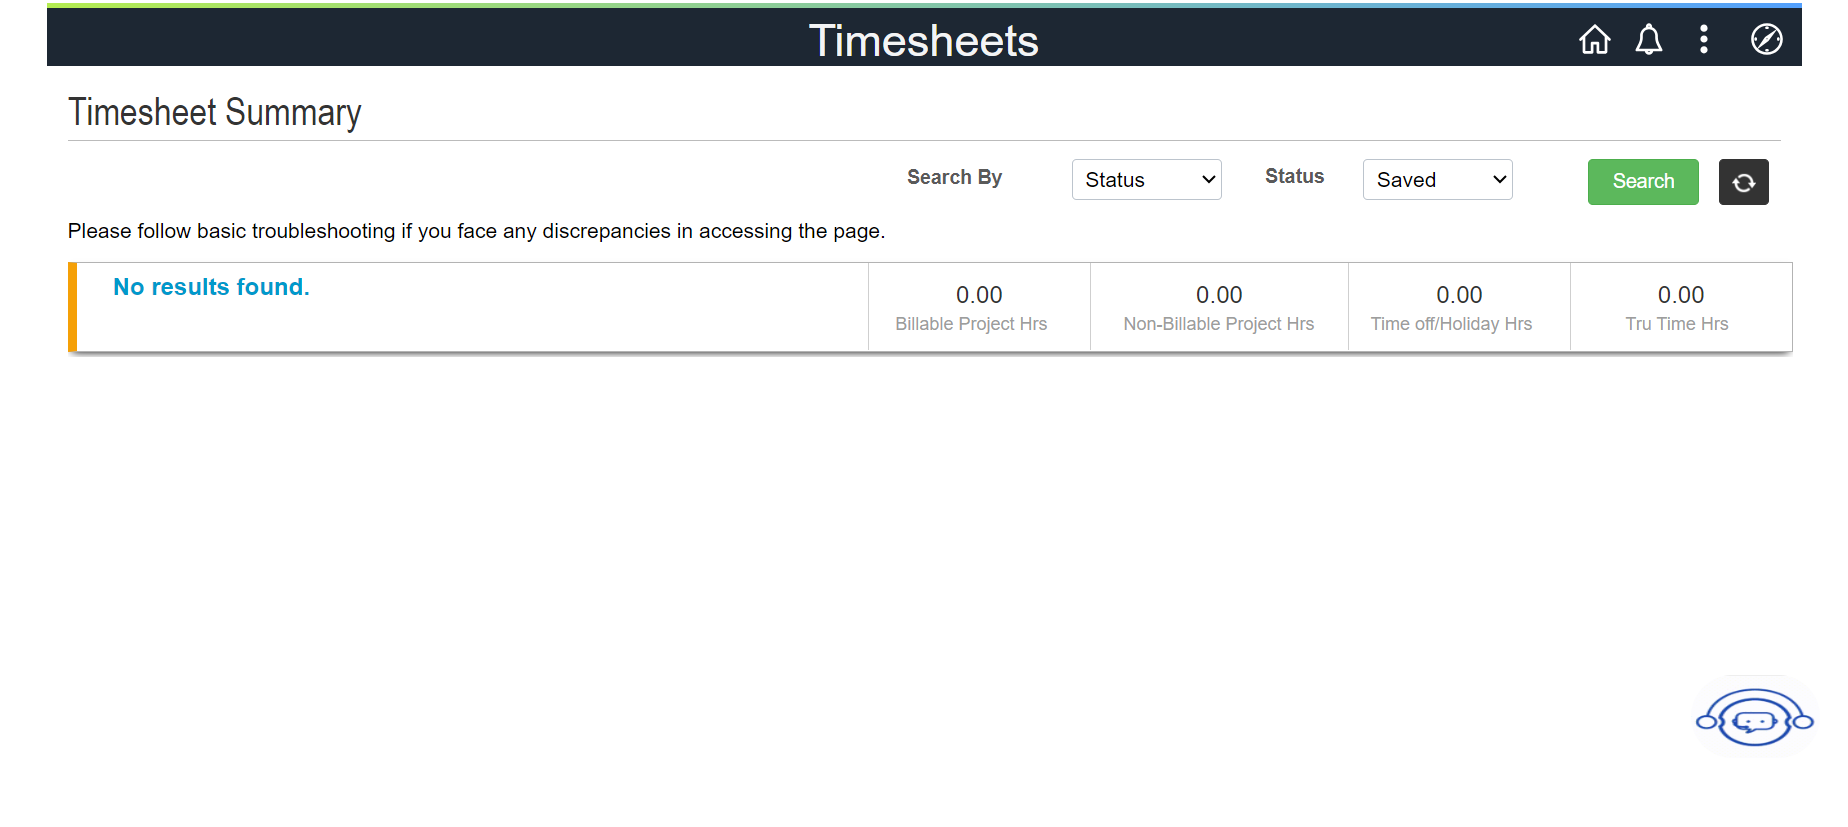 Timesheets
Timesheet Summary
Search By Status Status Saved Search
Please follow basic troubleshooting if you face any discrepancies in accessing the page.
No results found. 0.00 0.00 0.00 0.00
Billable Project Hrs Non-Billable Project Hrs Time off/Holiday Hrs Tru Time Hrs